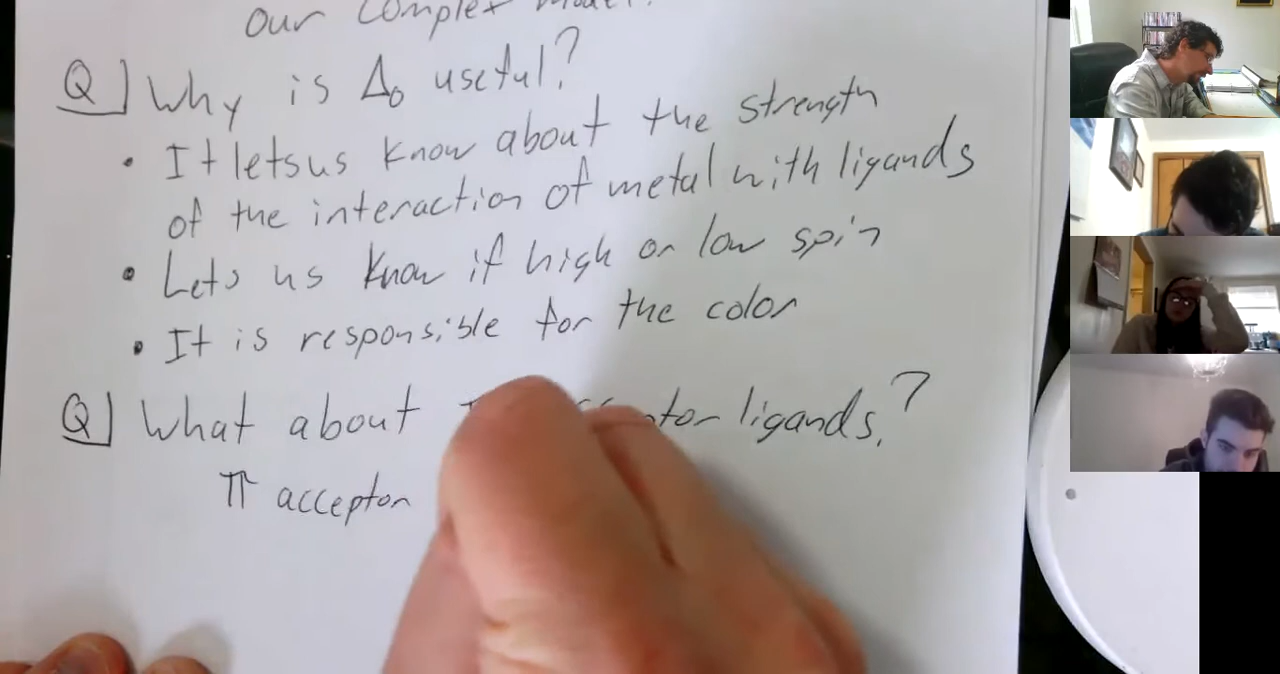 our complex model.
Q] Why is Δo useful?
• It lets us know about the strength
of the interaction of metal with ligands
• Lets us know if high or low spin
• It is responsible for the color
Q] What about ligands?
π acceptor